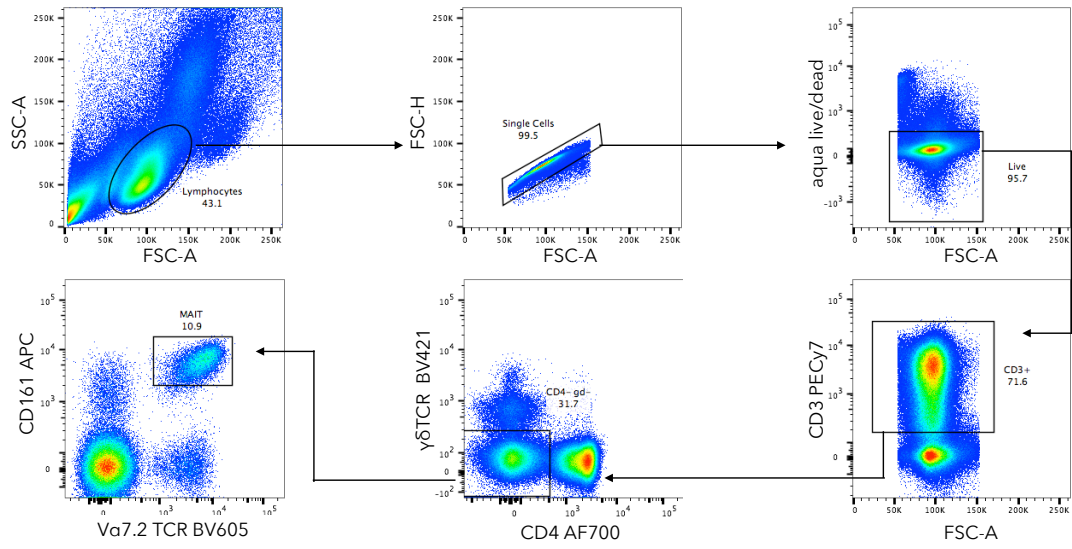 250K
200K
150K
100K
50K
0
SSC-A
Lymphocytes
43.1
0 50K 100K 150K 200K 250K
FSC-A
250K
200K
150K
100K
50K
0
FSC-H
Single Cells
99.5
0 50K 100K 150K 200K 250K
FSC-A
10^5
10^4
10^3
0
-10^3
aqua live/dead
Live
95.7
0 50K 100K 150K 200K 250K
FSC-A
10^5
10^4
10^3
0
CD161 APC
MAIT
10.9
0 10^3 10^4 10^5
Vα7.2 TCR BV605
10^5
10^4
10^3
10^2
0
-10^2
γδTCR BV421
CD4- gd-
31.7
0 10^3 10^4 10^5
CD4 AF700
10^5
10^4
10^3
0
CD3 PECy7
CD3+
71.6
0 50K 100K 150K 200K 250K
FSC-A